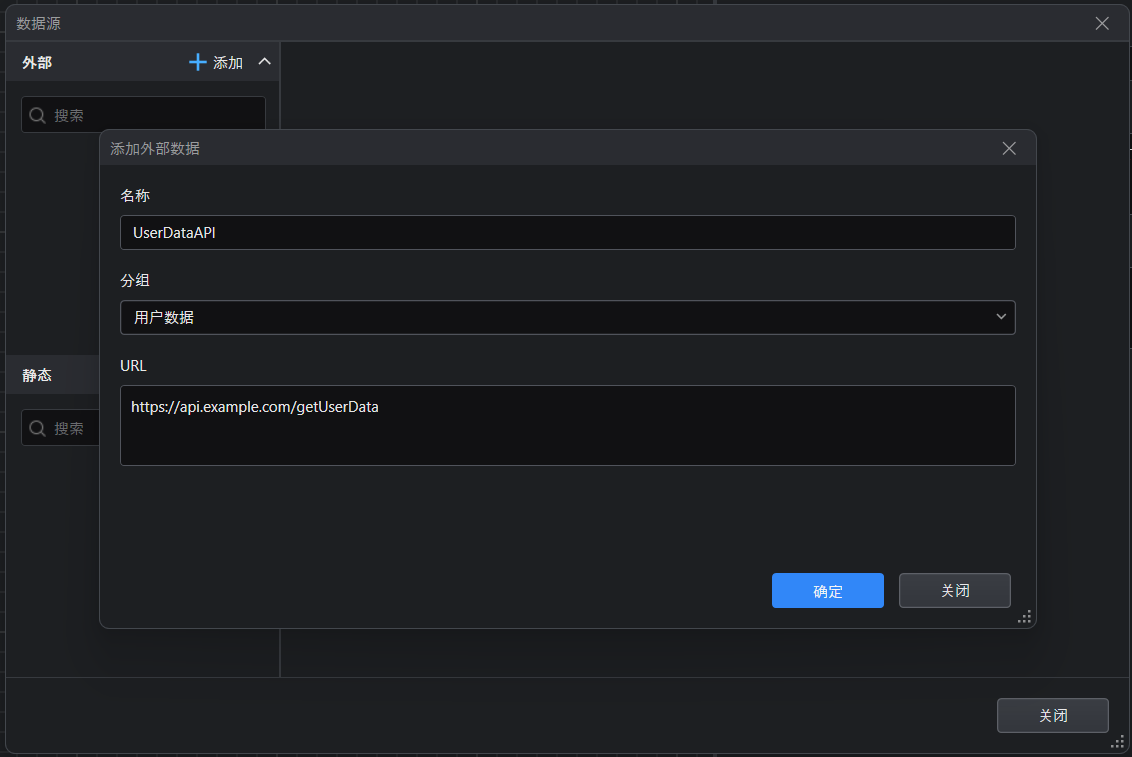 数据源
外部
添加
搜索
添加外部数据
名称
UserDataAPI
分组
用户数据
URL
https://api.example.com/getUserData
静态
搜索
确定
关闭
关闭